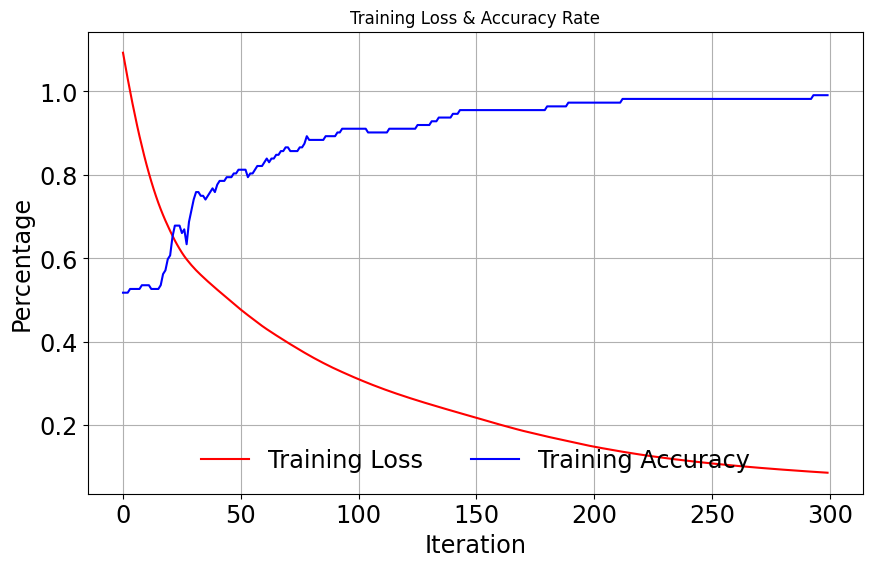 Training Loss & Accuracy Rate
Percentage
1.0
0.8
0.6
0.4
0.2
Training Loss
Training Accuracy
0 50 100 150 200 250 300
Iteration